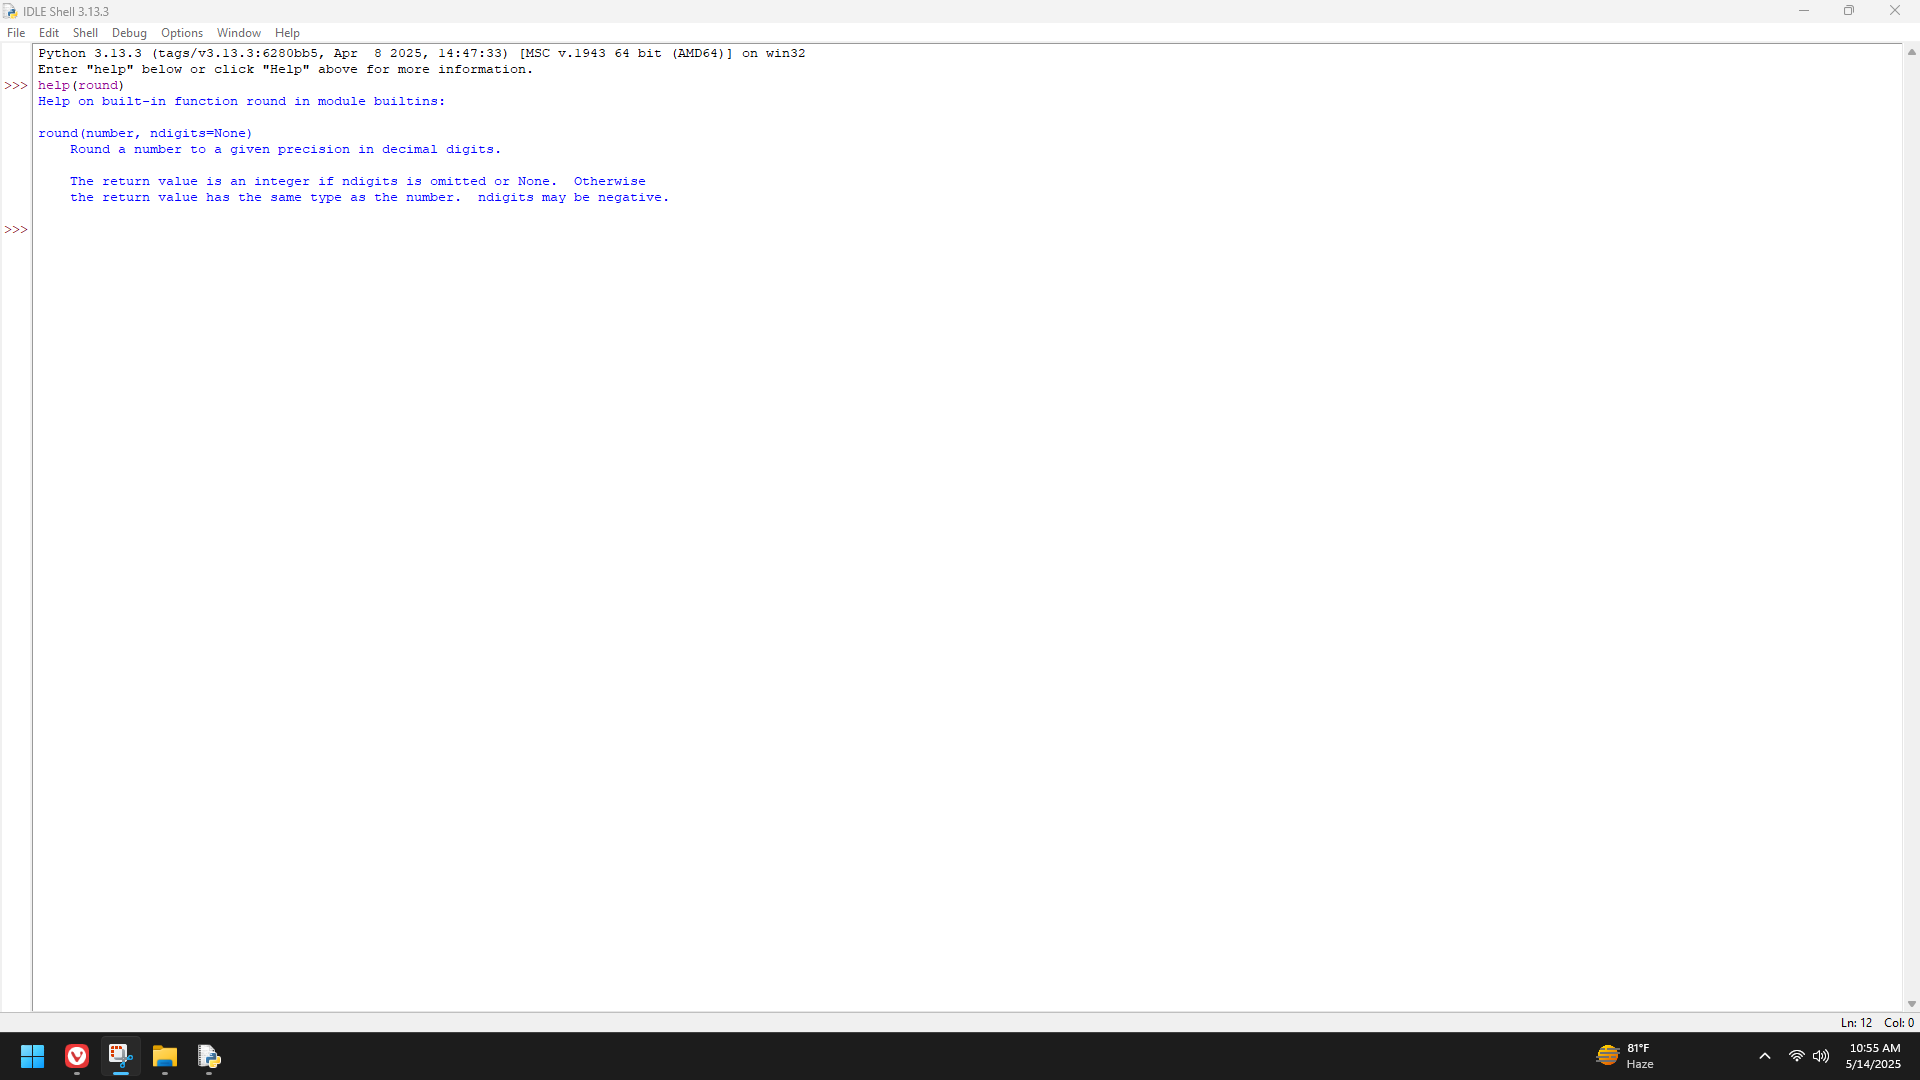 IDLE Shell 3.13.3
File Edit Shell Debug Options Window Help
Python 3.13.3 (tags/v3.13.3:6280bb5, Apr  8 2025, 14:47:33) [MSC v.1943 64 bit (AMD64)] on win32
Enter "help" below or click "Help" above for more information.
>>> help(round)
Help on built-in function round in module builtins:
round(number, ndigits=None)
Round a number to a given precision in decimal digits.
The return value is an integer if ndigits is omitted or None.  Otherwise
the return value has the same type as the number.  ndigits may be negative.
>>>
Ln: 12 Col: 0
81°F
Haze
10:55 AM
5/14/2025